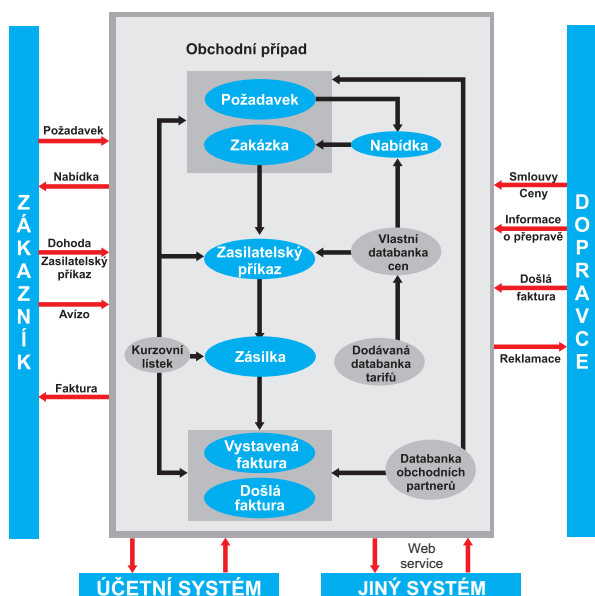 Obchodní případ
Požadavek
Zakázka
Nabídka
Zasilatelský
příkaz
Vlastní
databanka
cen
Kurzovní
lístek
Zásilka
Dodávaná
databanka
tarifů
Vystavená
faktura
Došlá
faktura
Databanka
obchodních
partnerů
ZÁKAZNÍK
Požadavek
Nabídka
Dohoda
Zasilatelský
příkaz
Avízo
Faktura
DOPRAVCE
Smlouvy
Ceny
Informace
o přepravě
Došlá
faktura
Reklamace
Web
service
ÚČETNÍ SYSTÉM
JINÝ SYSTÉM